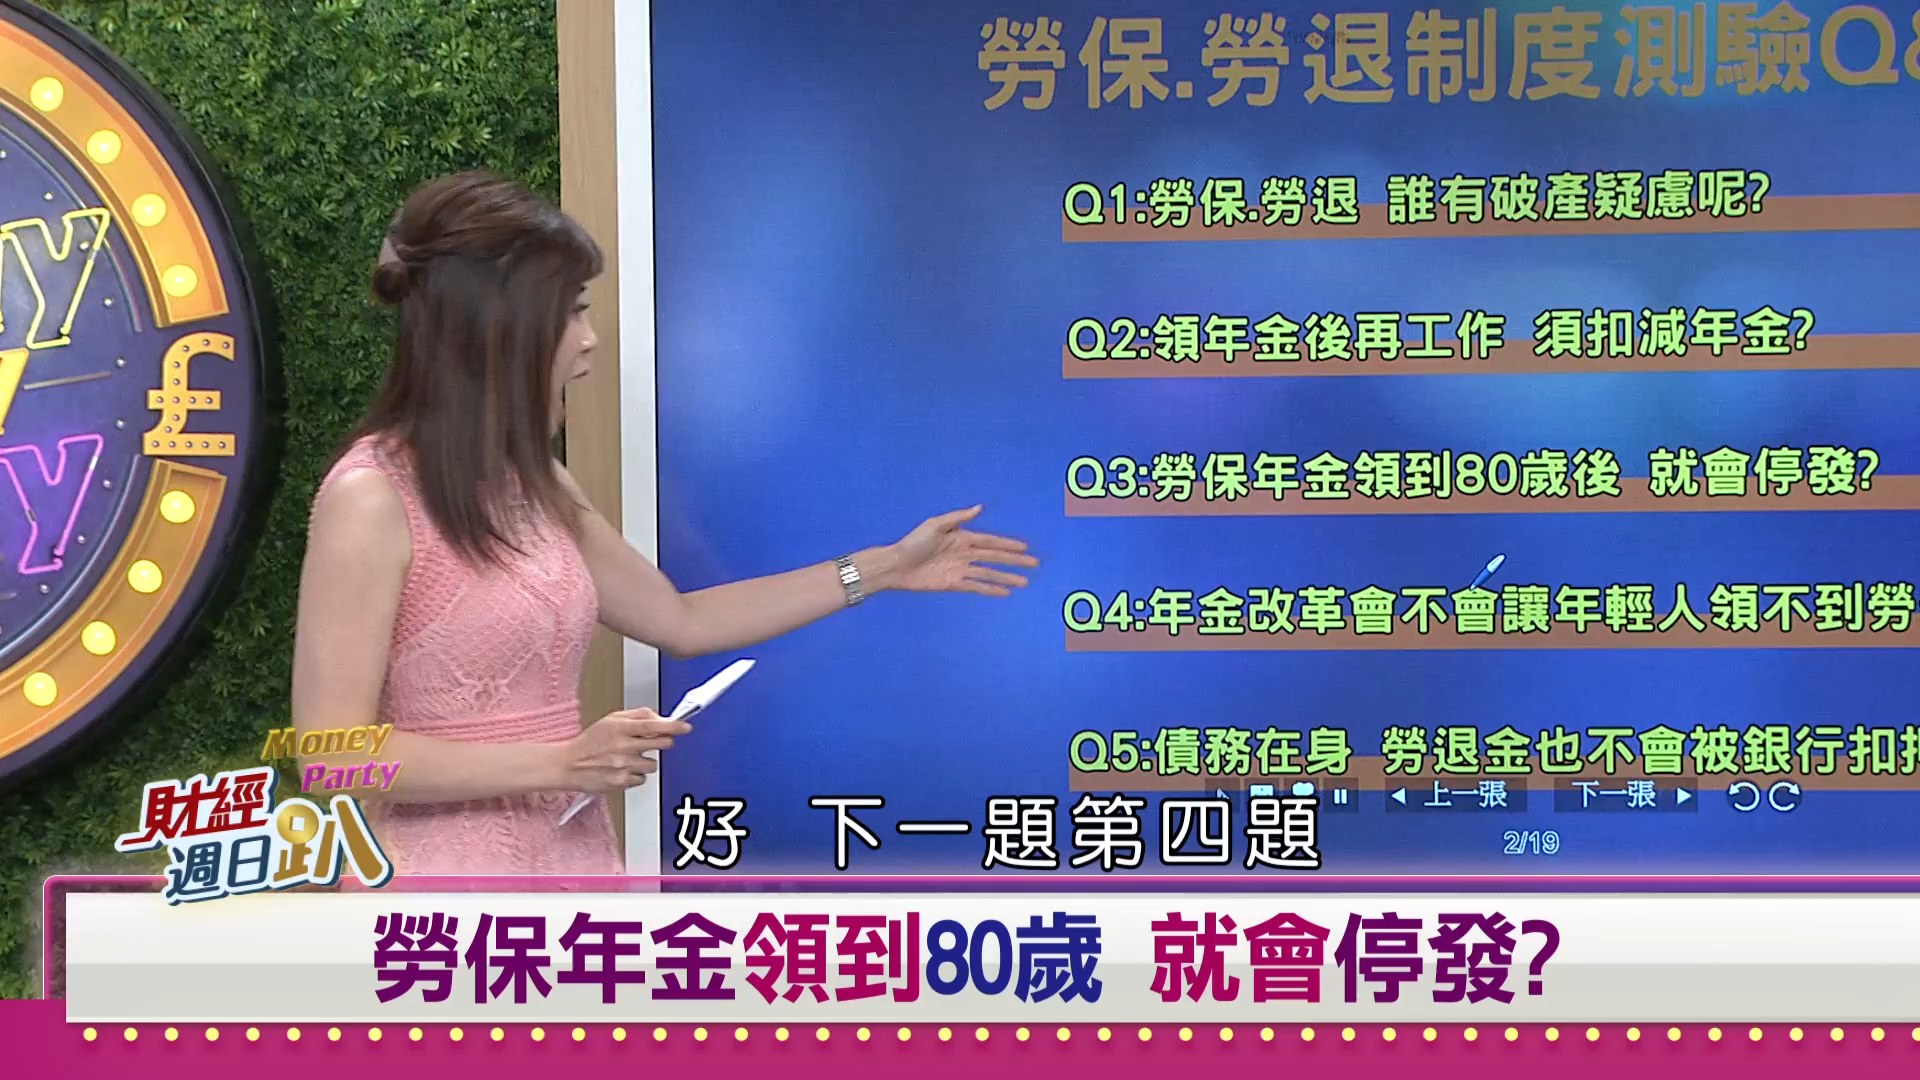 勞保.勞退制度測驗Q&
Q1:勞保.勞退 誰有破產疑慮呢?
Q2:領年金後再工作 須扣減年金?
Q3:勞保年金領到80歲後 就會停發?
Q4:年金改革會不會讓年輕人領不到勞
Q5:債務在身 勞退金也不會被銀行扣押
上一張 下一張
2/19
£
Money
Party
財經
週日趴
好 下一題第四題
勞保年金領到80歲 就會停發?